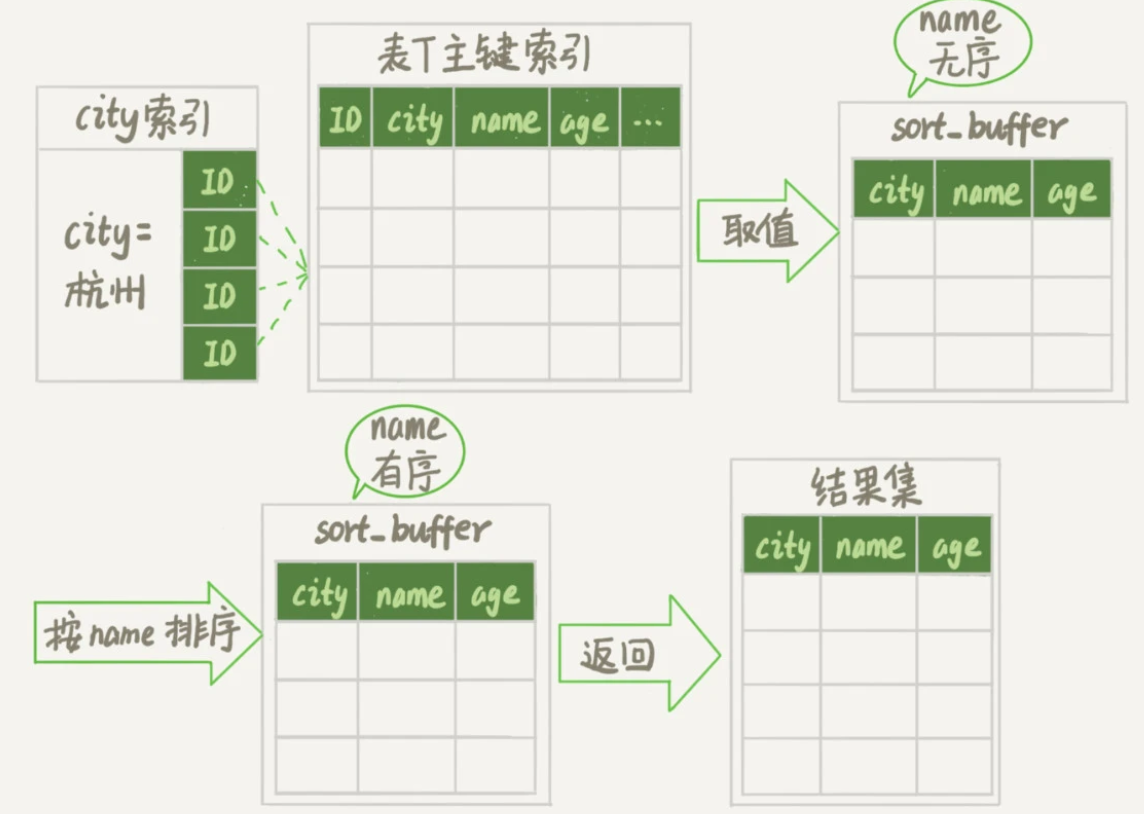 city索引
city=
杭州
ID
ID
ID
ID
表T主键索引
ID city name age ...
取值
name
无序
sort_buffer
city name age
按name排序
name
有序
sort_buffer
city name age
返回
结果集
city name age